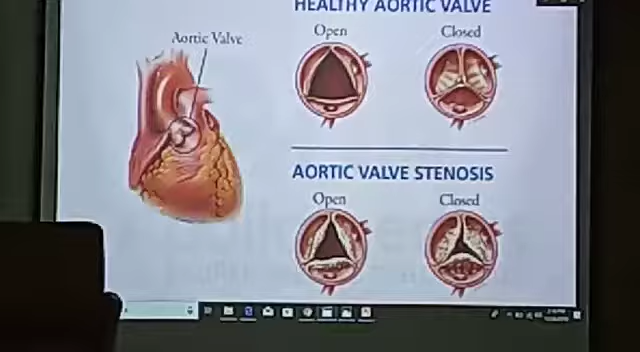 HEALTHY AORTIC VALVE
Aortic Valve
Open
Closed
AORTIC VALVE STENOSIS
Open
Closed